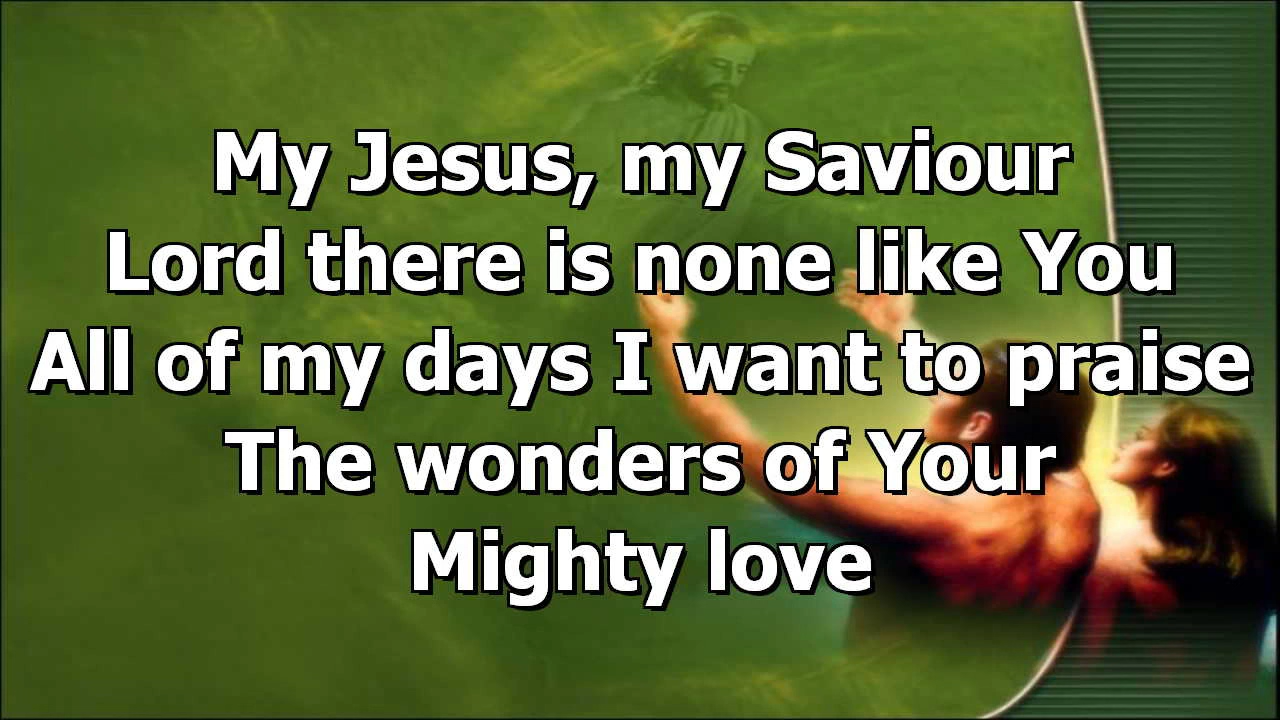 My Jesus, my Saviour
Lord there is none like You
All of my days I want to praise
The wonders of Your
Mighty love